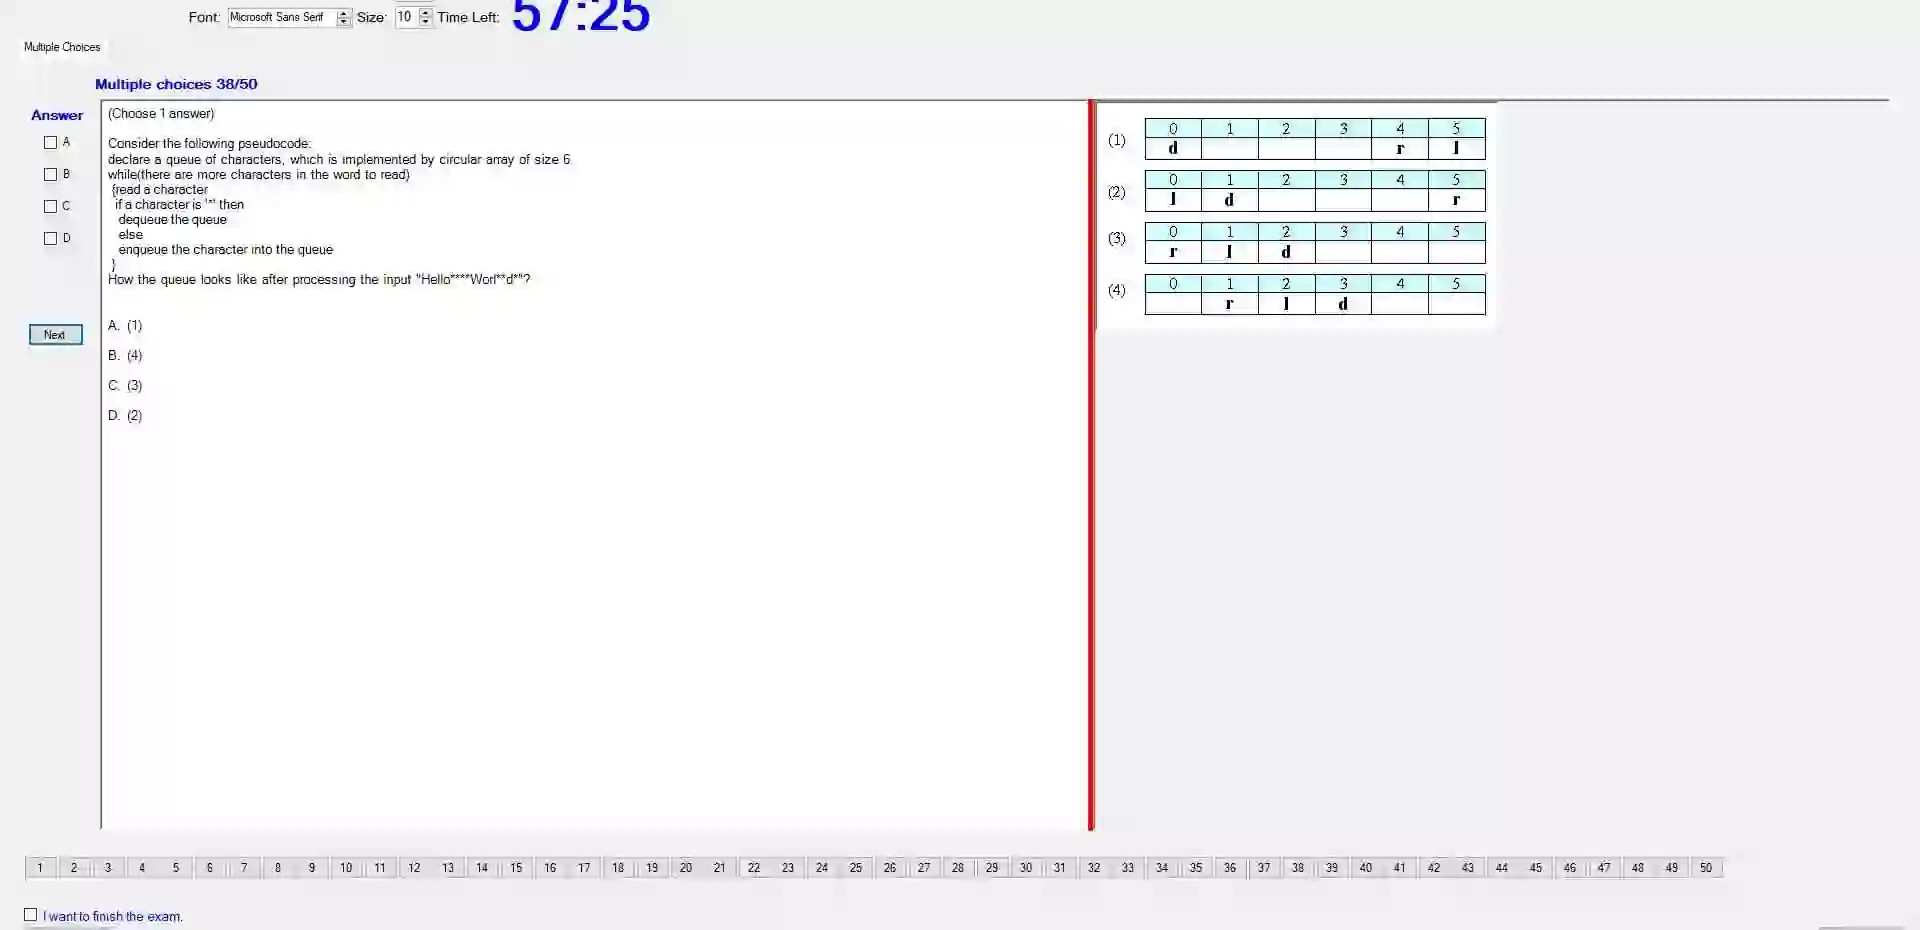 Font: Microsoft Sans Serif Size: 10 Time Left: 57:25
Multiple Choices
Multiple choices 38/50
Answer
A
B
C
D
Next
(Choose 1 answer)
Consider the following pseudocode:
declare a queue of characters, which is implemented by circular array of size 6
while(there are more characters in the word to read)
{read a character
if a character is '*' then
dequeue the queue
else
enqueue the character into the queue
}
How the queue looks like after processing the input "Hello****Worl**d*"?
A. (1)
B. (4)
C. (3)
D. (2)
(1)
0 1 2 3 4 5
d r l
(2)
0 1 2 3 4 5
l d r
(3)
0 1 2 3 4 5
r l d
(4)
0 1 2 3 4 5
r l d
1 2 3 4 5 6 7 8 9 10 11 12 13 14 15 16 17 18 19 20 21 22 23 24 25 26 27 28 29 30 31 32 33 34 35 36 37 38 39 40 41 42 43 44 45 46 47 48 49 50
I want to finish the exam.